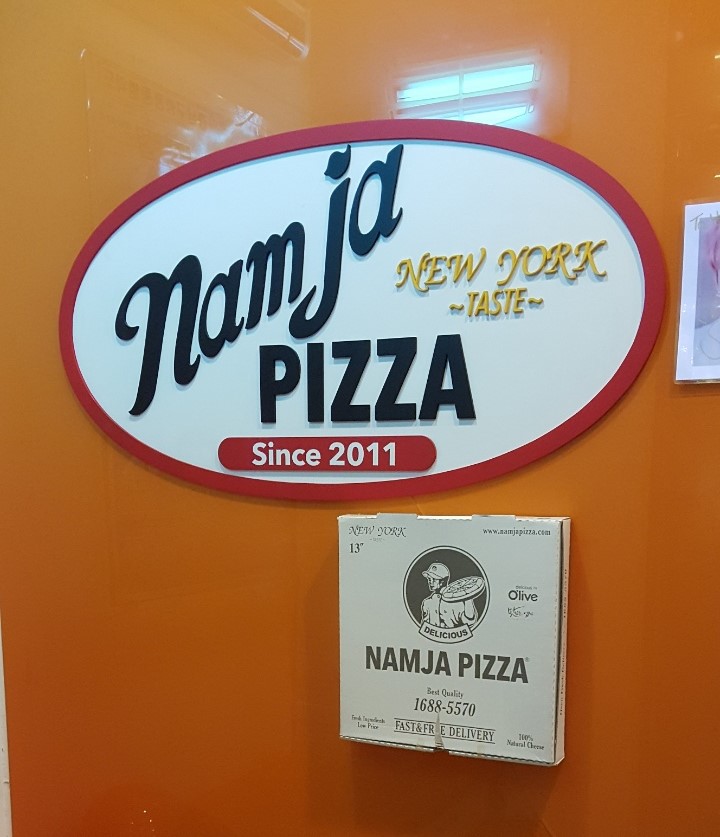 Namja
NEW YORK
~TASTE~
PIZZA
Since 2011
NEW YORK
www.namjapizza.com
13"
O'live
DELICIOUS
NAMJA PIZZA
Best Quality
1688-5570
Fresh Ingredients
Low Price
FAST&FREE DELIVERY
100%
Natural Cheese